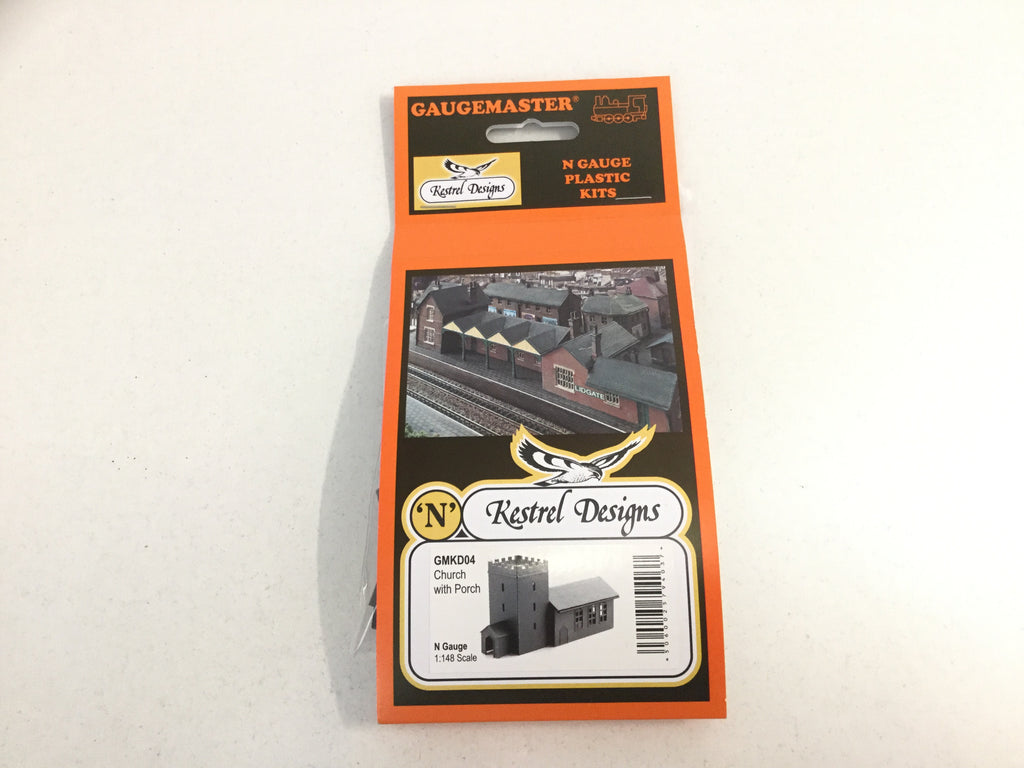 GAUGEMASTER®
Kestrel Designs
N GAUGE
PLASTIC
KITS
LIDGATE
'N'
Kestrel Designs
GMKD04
Church
with Porch
N Gauge
1:148 Scale